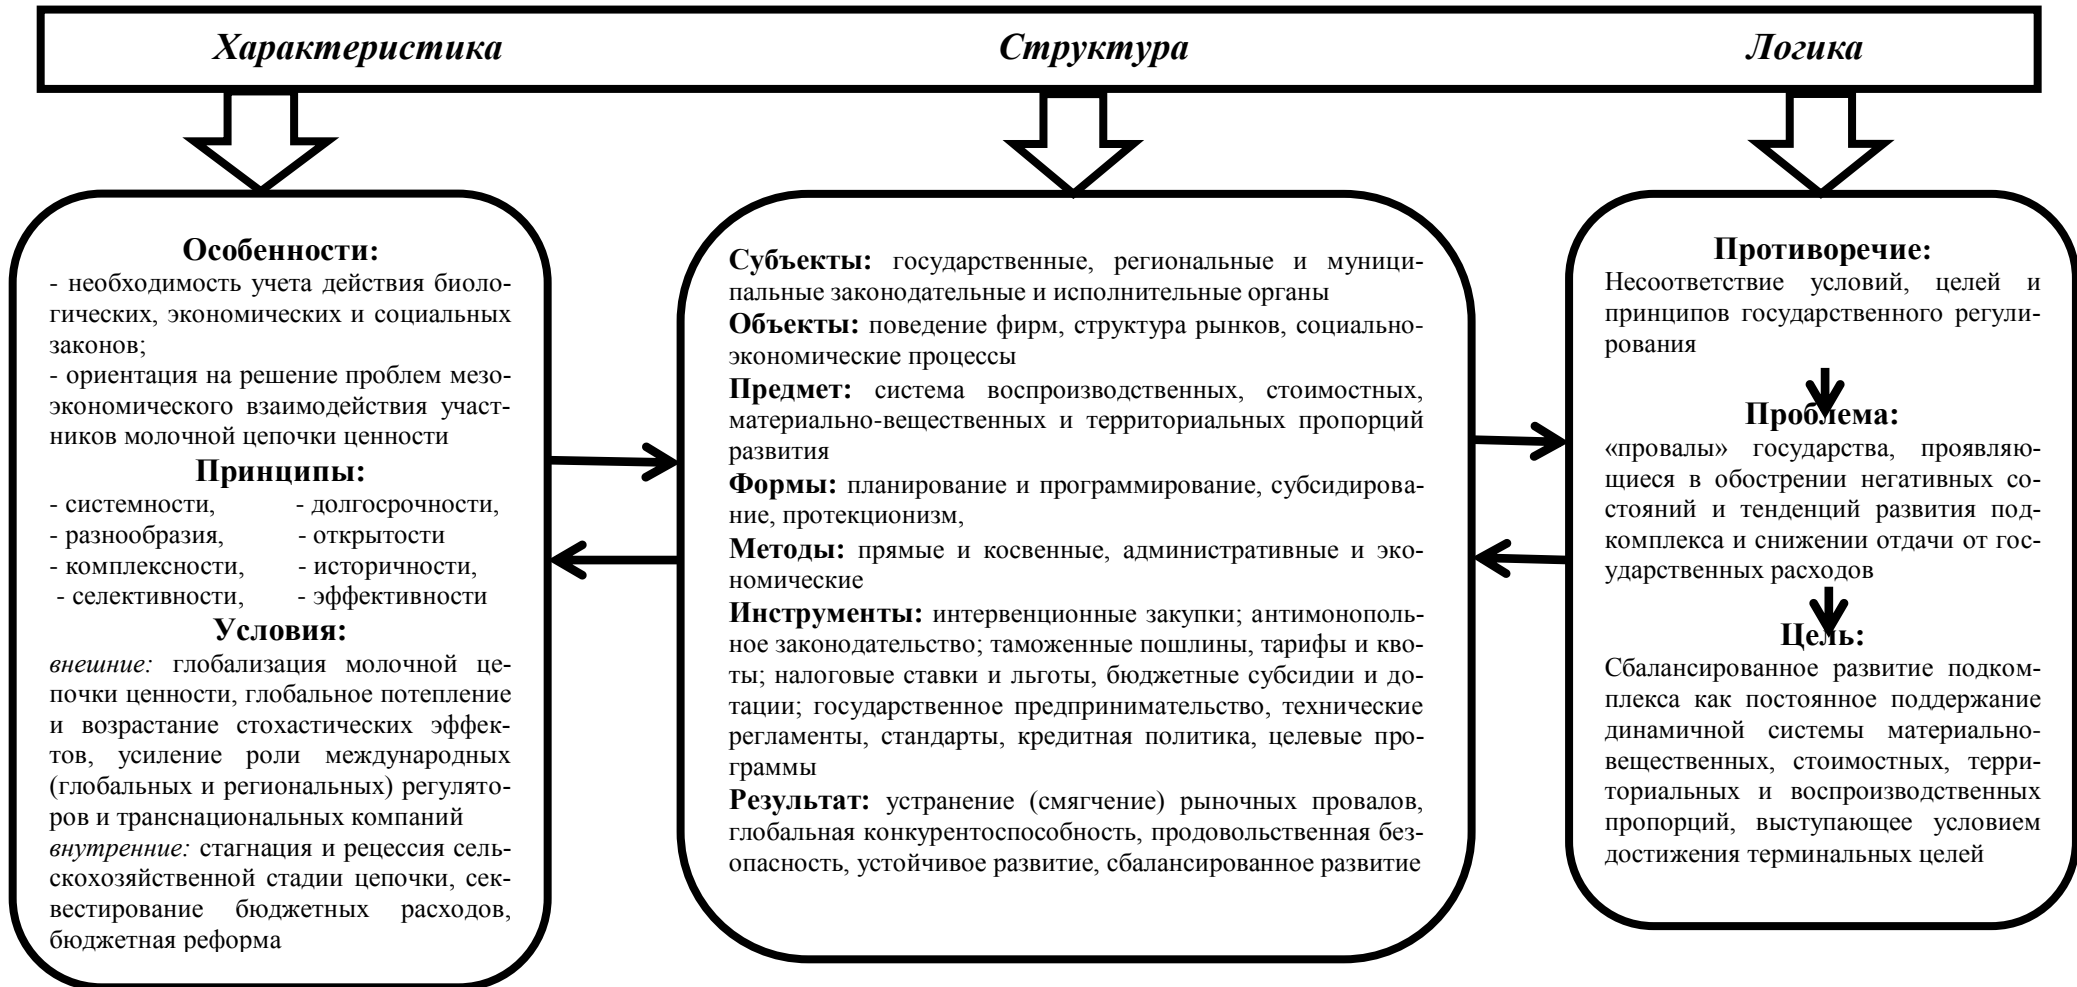 Характеристика Структура Логика
Особенности:
- необходимость учета действия биоло-
гических, экономических и социальных
законов;
- ориентация на решение проблем мезо-
экономического взаимодействия участ-
ников молочной цепочки ценности
Принципы:
- системности, - долгосрочности,
- разнообразия, - открытости
- комплексности, - историчности,
- селективности, - эффективности
Условия:
внешние: глобализация молочной це-
почки ценности, глобальное потепление
и возрастание стохастических эффек-
тов, усиление роли международных
(глобальных и региональных) регулято-
ров и транснациональных компаний
внутренние: стагнация и рецессия сель-
скохозяйственной стадии цепочки, сек-
вестирование бюджетных расходов,
бюджетная реформа
Субъекты: государственные, региональные и муници-
пальные законодательные и исполнительные органы
Объекты: поведение фирм, структура рынков, социально-
экономические процессы
Предмет: система воспроизводственных, стоимостных,
материально-вещественных и территориальных пропорций
развития
Формы: планирование и программирование, субсидирова-
ние, протекционизм,
Методы: прямые и косвенные, административные и эко-
номические
Инструменты: интервенционные закупки; антимонополь-
ное законодательство; таможенные пошлины, тарифы и кво-
ты; налоговые ставки и льготы, бюджетные субсидии и до-
тации; государственное предпринимательство, технические
регламенты, стандарты, кредитная политика, целевые про-
граммы
Результат: устранение (смягчение) рыночных провалов,
глобальная конкурентоспособность, продовольственная без-
опасность, устойчивое развитие, сбалансированное развитие
Противоречие:
Несоответствие условий, целей и
принципов государственного регули-
рования
Проблема:
«провалы» государства, проявляю-
щиеся в обострении негативных со-
стояний и тенденций развития под-
комплекса и снижении отдачи от гос-
ударственных расходов
Цель:
Сбалансированное развитие подком-
плекса как постоянное поддержание
динамичной системы материально-
вещественных, стоимостных, терри-
ториальных и воспроизводственных
пропорций, выступающее условием
достижения терминальных целей